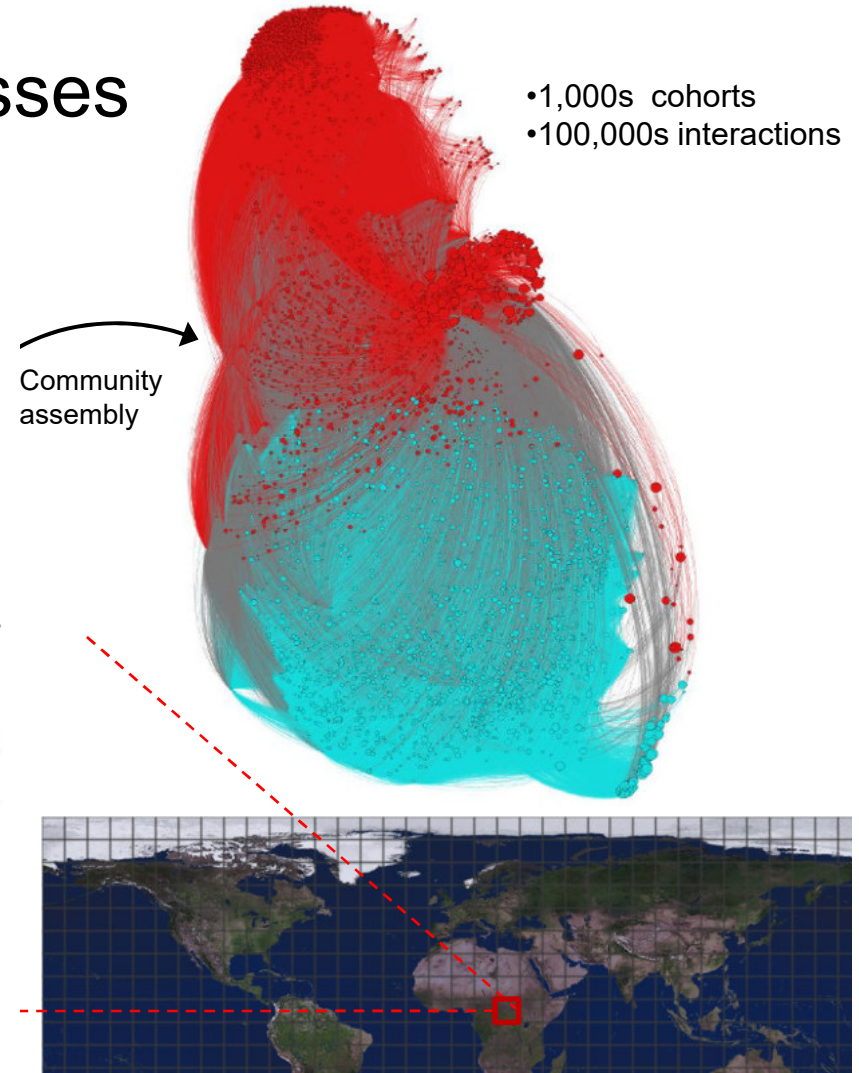 sses
•1,000s cohorts
•100,000s interactions
Community
assembly